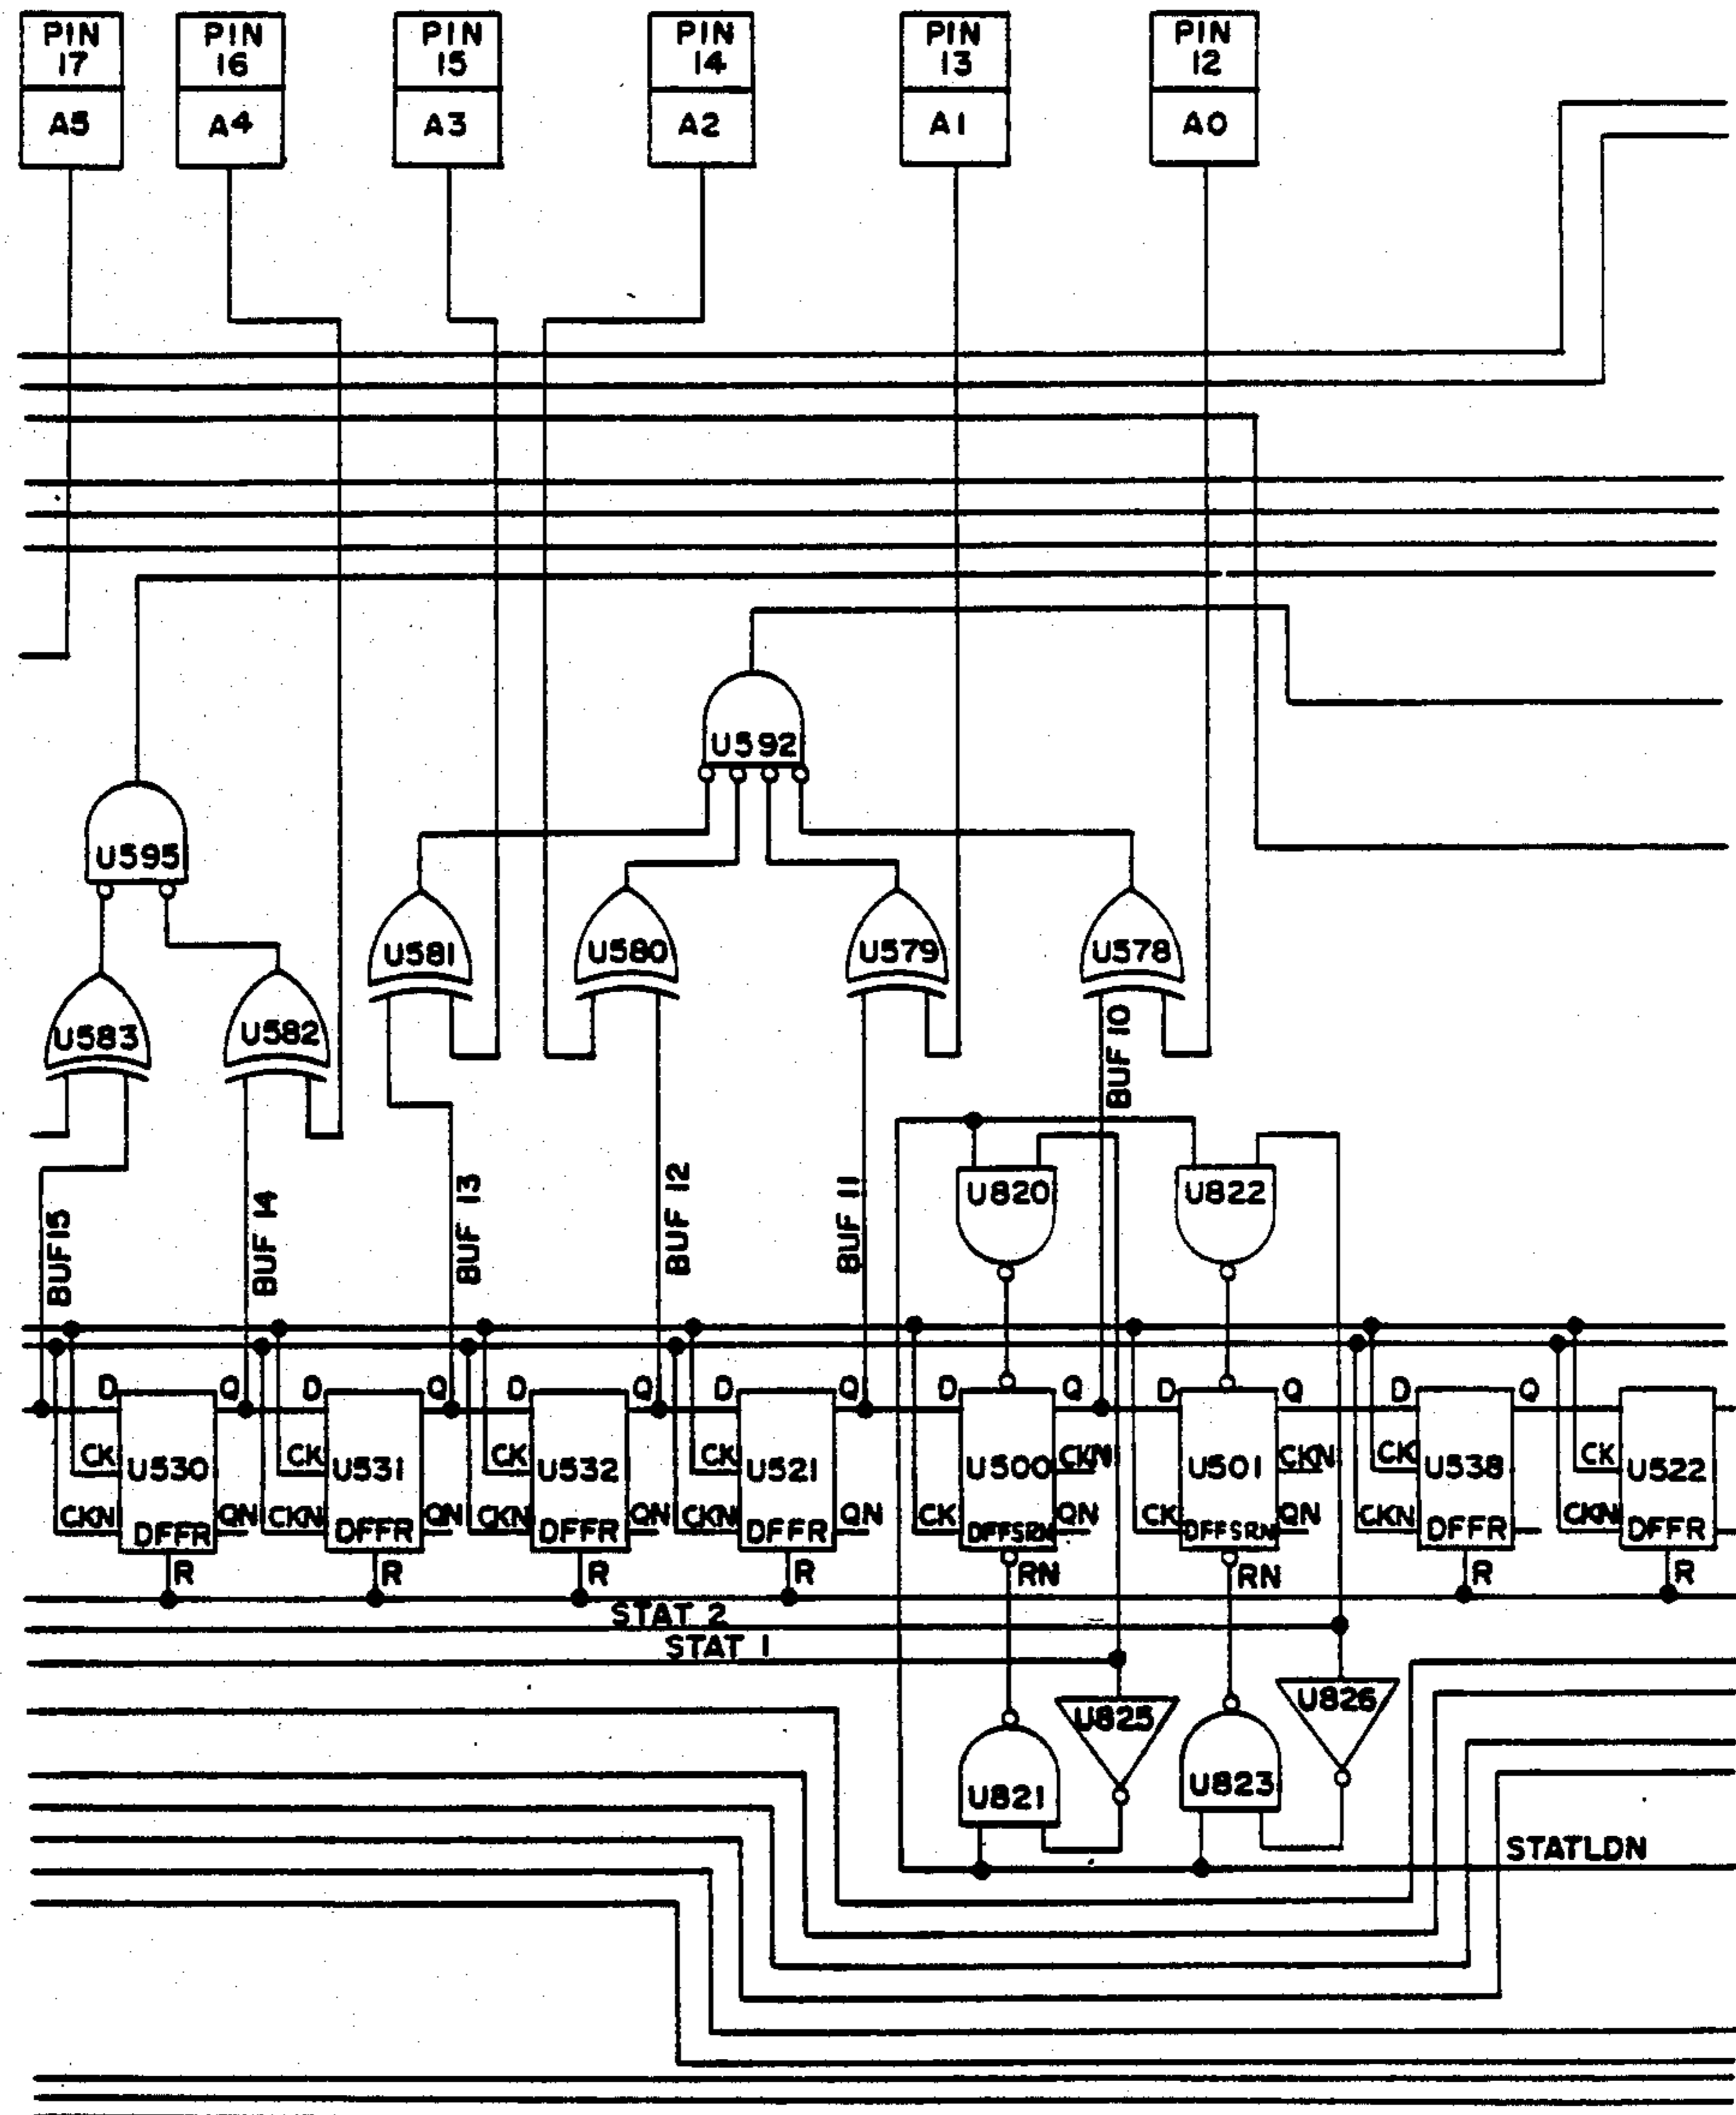 PIN 17 PIN 16 PIN 15 PIN 14 PIN 13 PIN 12
A5 A4 A3 A2 A1 A0
U592
U595
U581 U580 U579 U578
U583 U582
BUF 10
U820 U822
BUF15 BUF 14 BUF 13 BUF 12 BUF 11
D Q D Q D Q D Q D Q D Q D Q
CK CK CK CK CKN CKN CK CK
U530 U531 U532 U521 U500 U501 U538 U522
CKN QN CKN QN CKN QN CKN QN CK QN CK QN CKN CKN
DFFR DFFR DFFR DFFR DFFSRN DFFSRN DFFR DFFR
R R R R RN RN R R
STAT 2
STAT 1
U825 U826
U821 U823
STATLDN